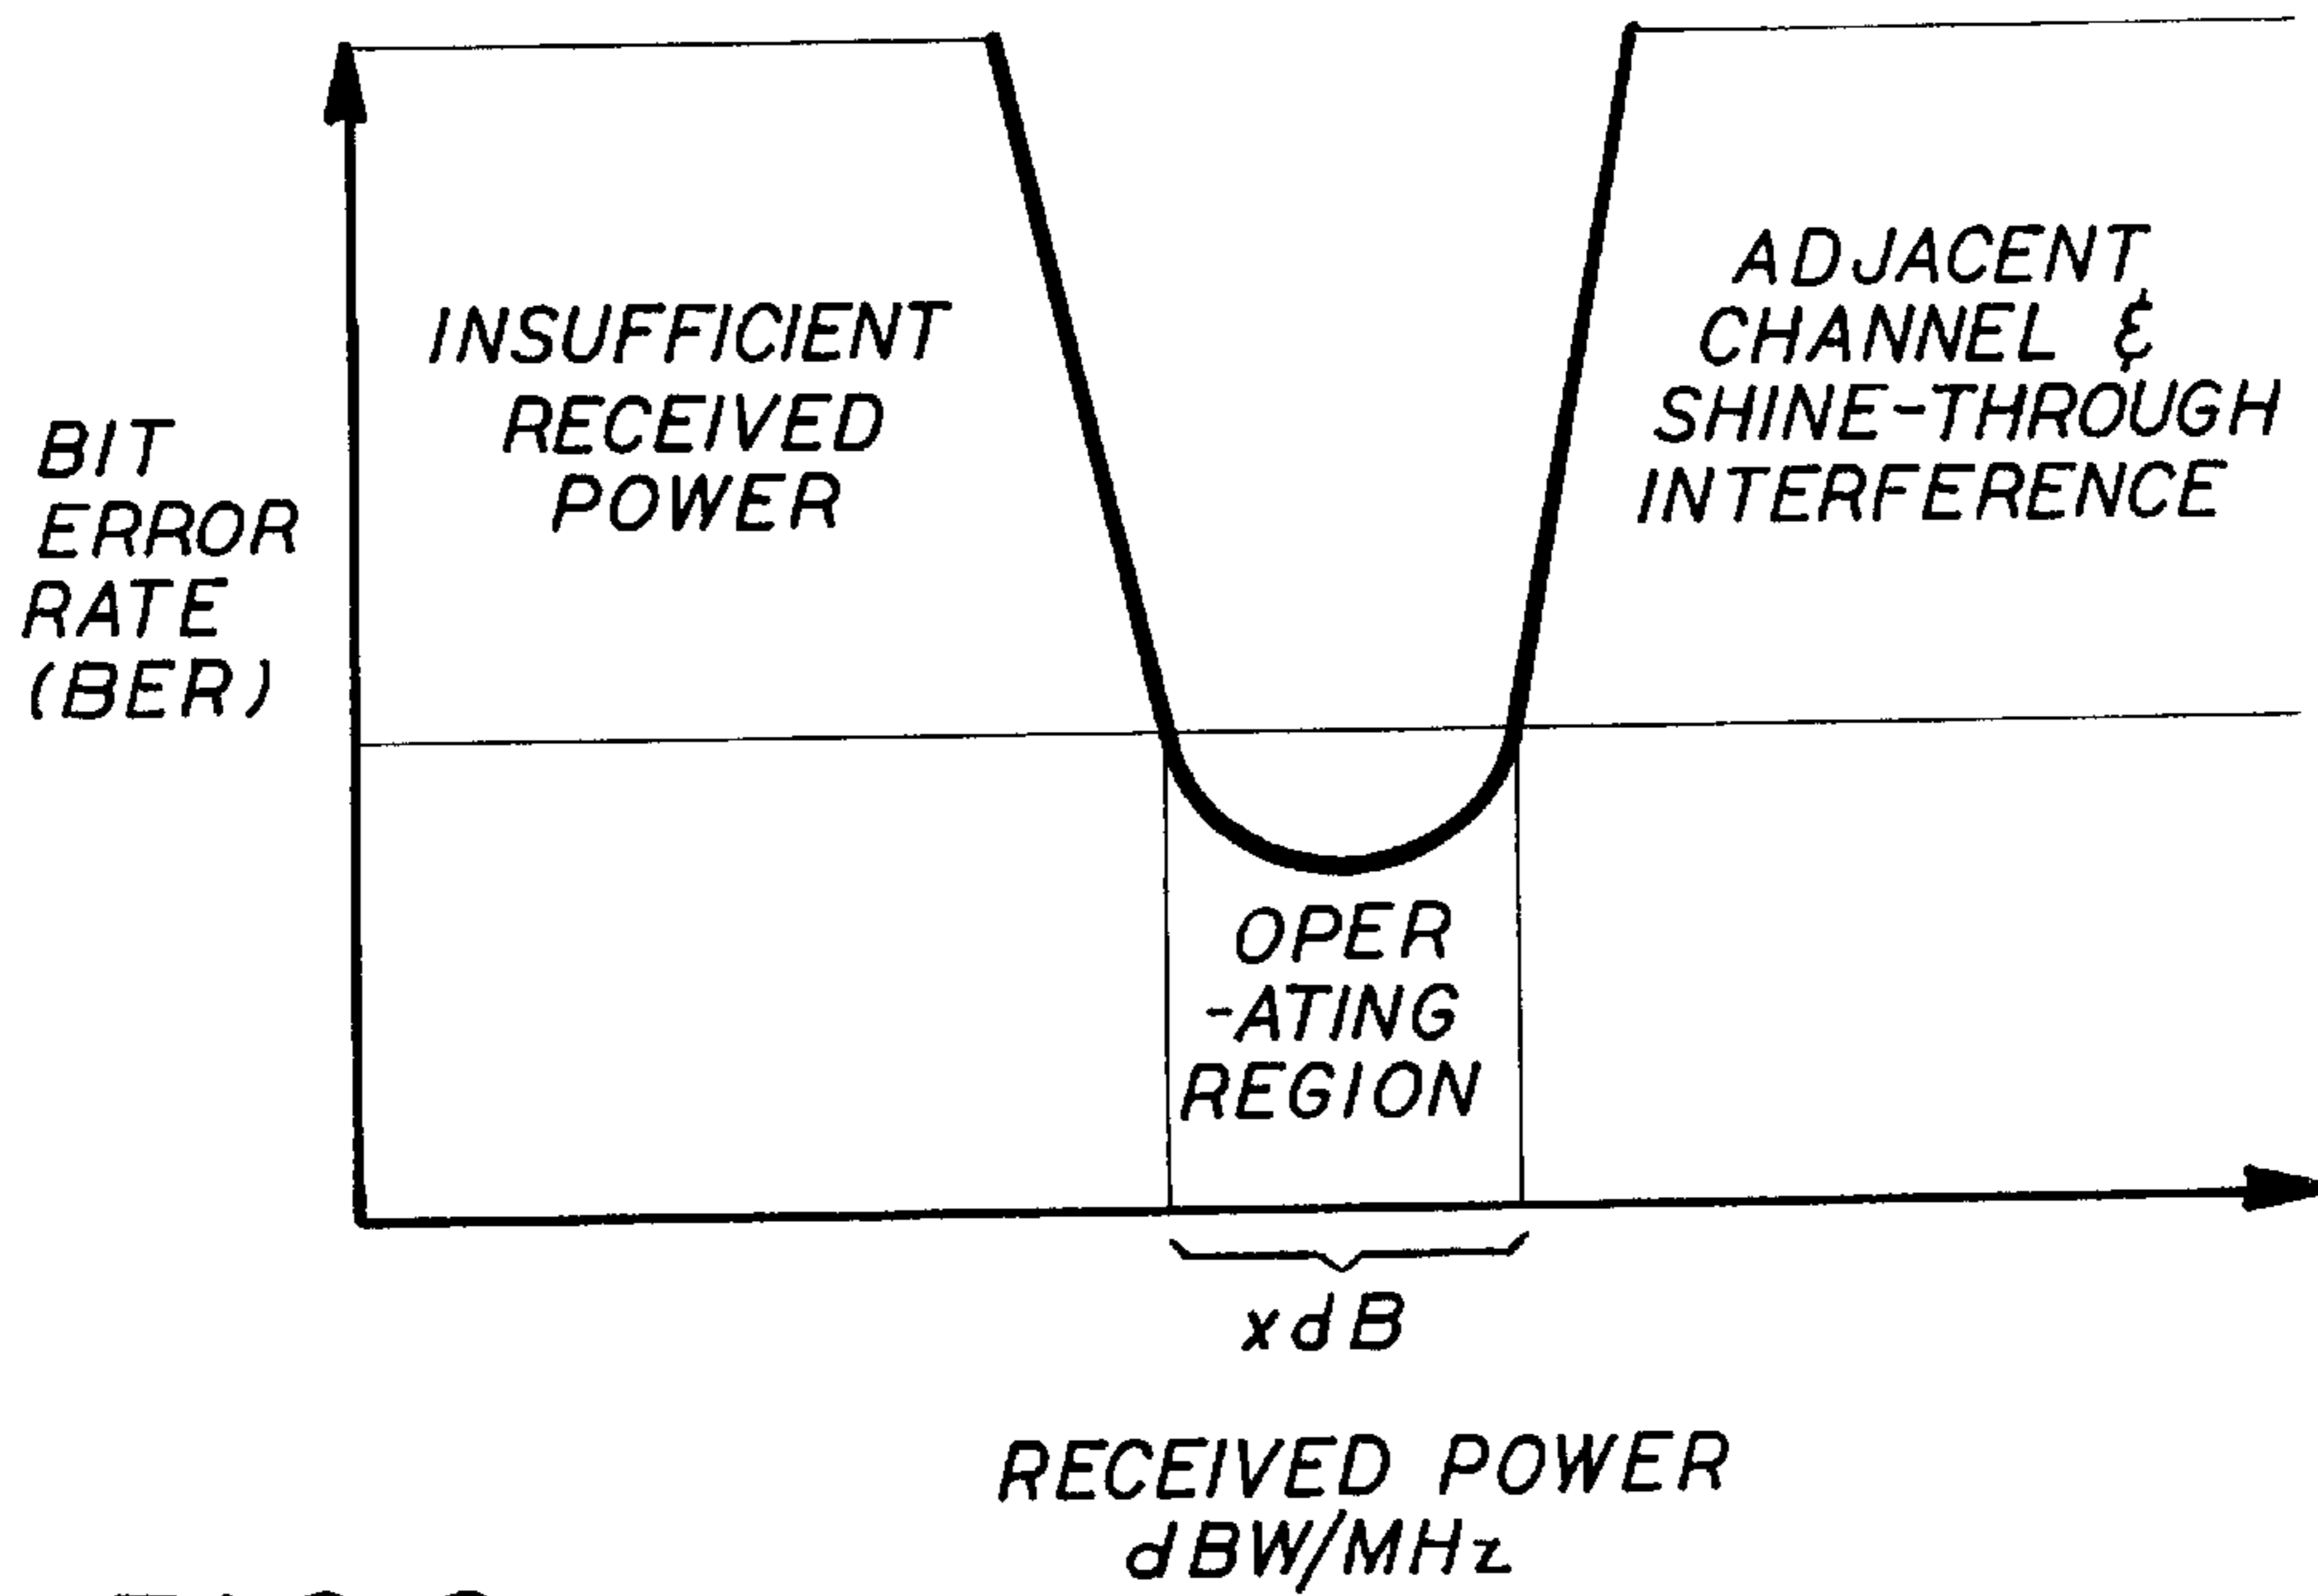 INSUFFICIENT
RECEIVED
POWER
ADJACENT
CHANNEL &
SHINE-THROUGH
INTERFERENCE
BIT
ERROR
RATE
(BER)
OPER
-ATING
REGION
xdB
RECEIVED POWER
dBW/MHz